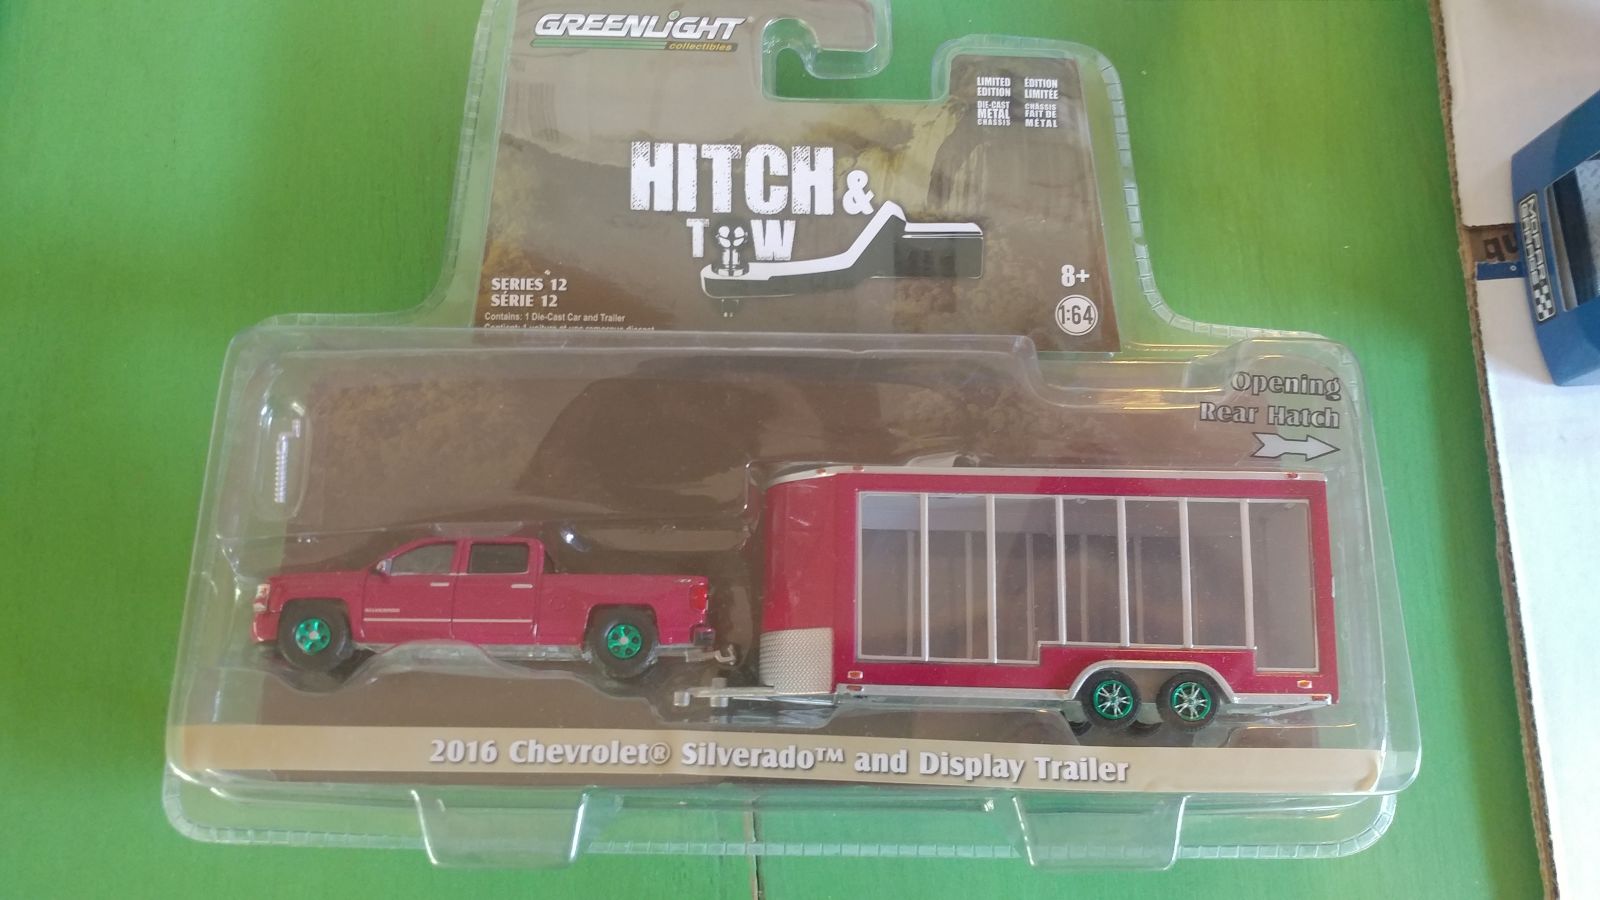 GREENLiGHT
collectibles
LIMITED EDITION
ÉDITION LIMITÉE
DIE-CAST METAL CHASSIS
CHÂSSIS FAIT DE MÉTAL
HITCH &
TOW
SERIES 12
SÉRIE 12
Contains: 1 Die-Cast Car and Trailer
8+
1:64
Opening
Rear Hatch
SILVERADO
2016 Chevrolet® Silverado™ and Display Trailer
MOPAR